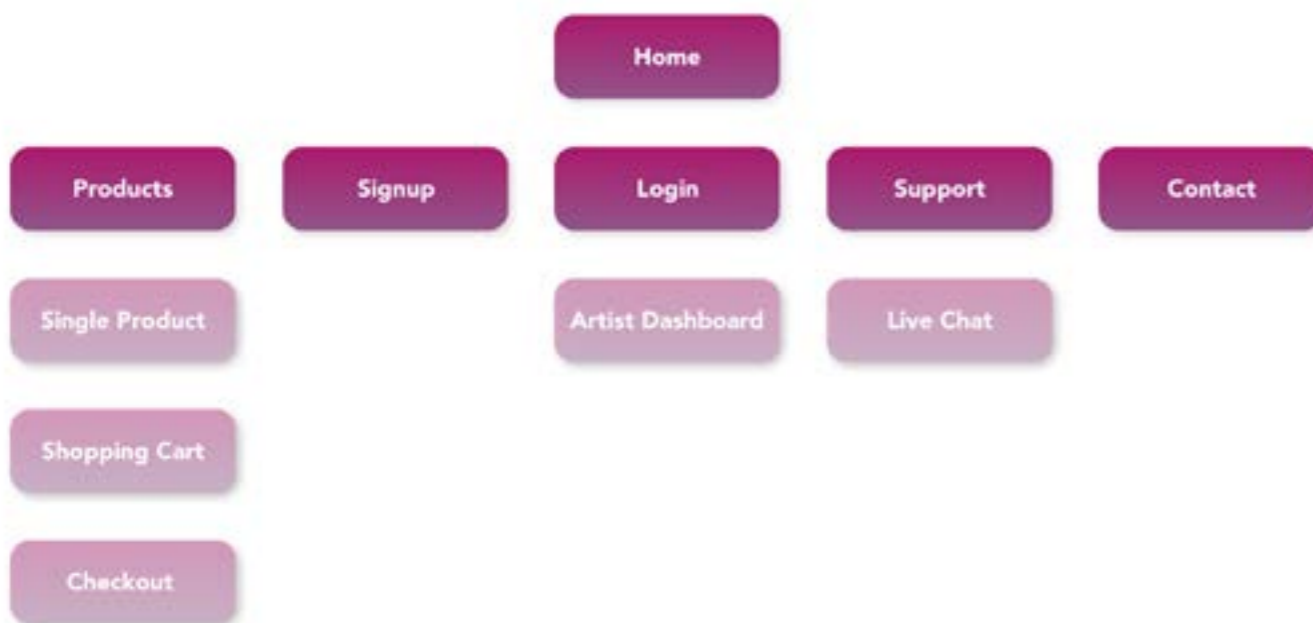 Home
Products Signup Login Support Contact
Single Product Artist Dashboard Live Chat
Shopping Cart
Checkout